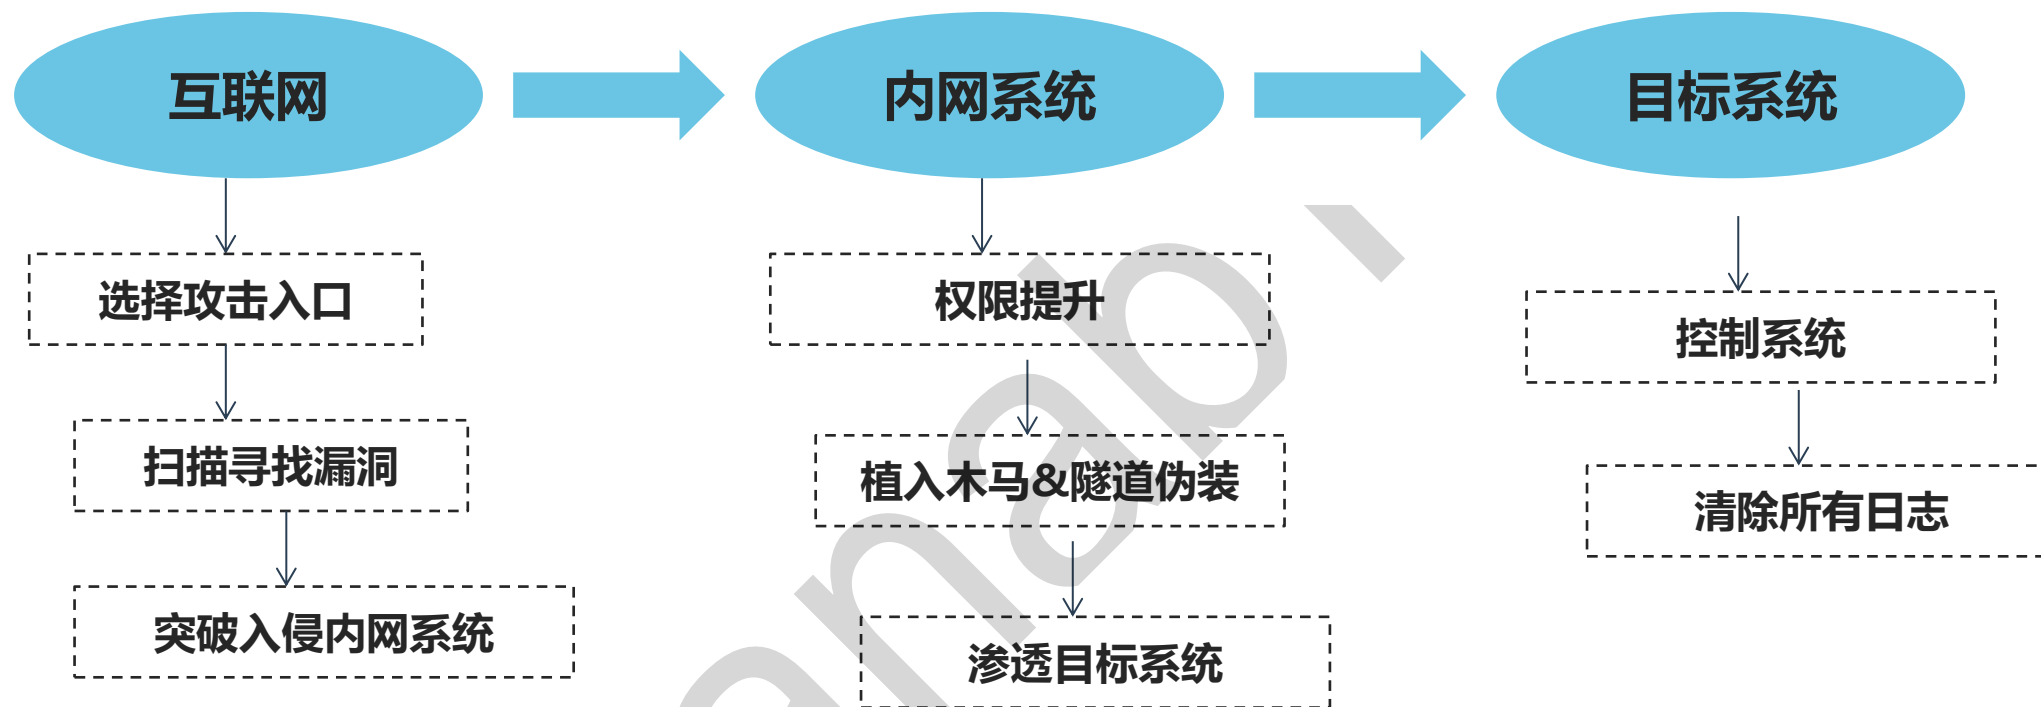 互联网
内网系统
目标系统
选择攻击入口
扫描寻找漏洞
突破入侵内网系统
权限提升
植入木马&隧道伪装
渗透目标系统
控制系统
清除所有日志